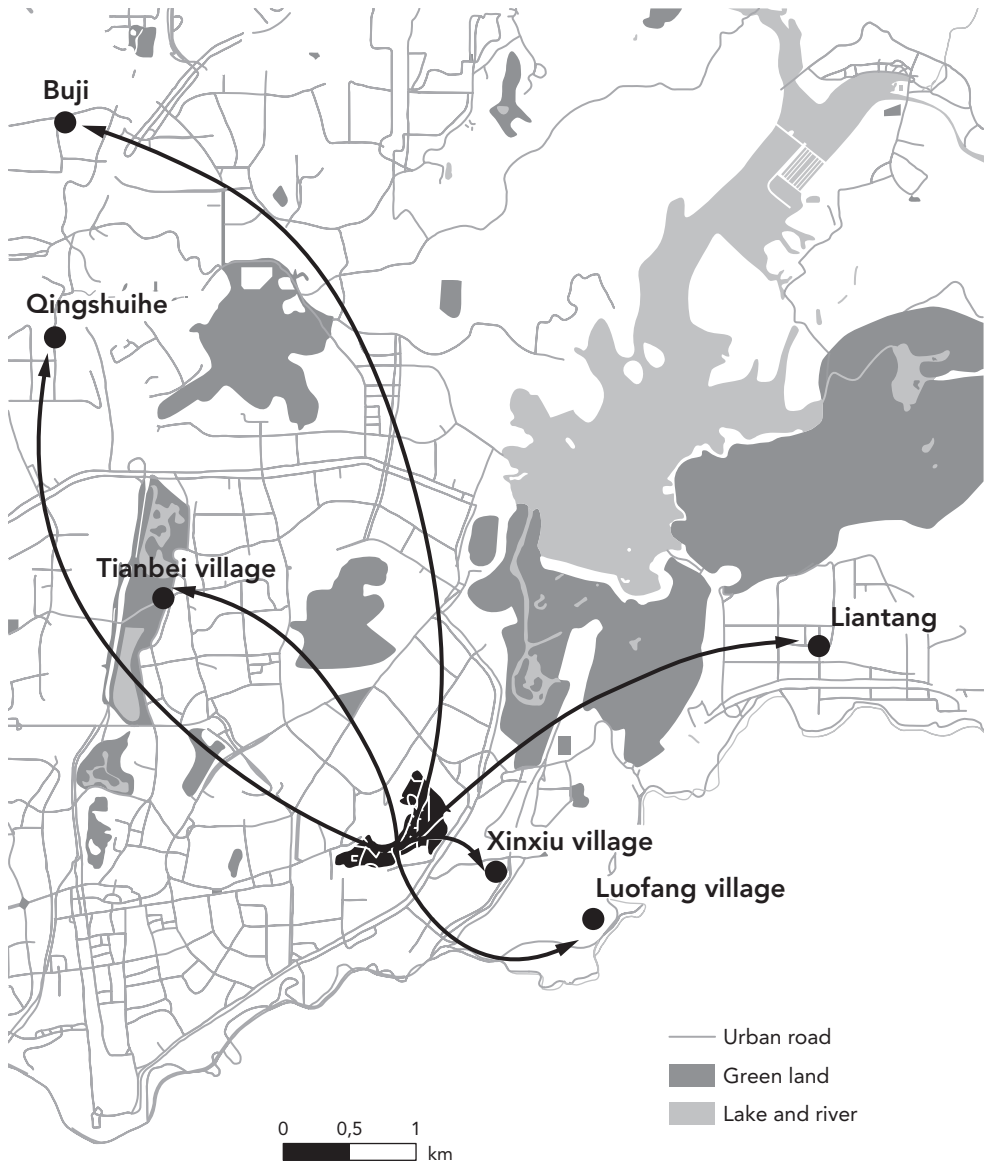 Buji
Qingshuihe
Tianbei village
Liantang
Xinxiu village
Luofang village
Urban road
Green land
Lake and river
0 0,5 1
km